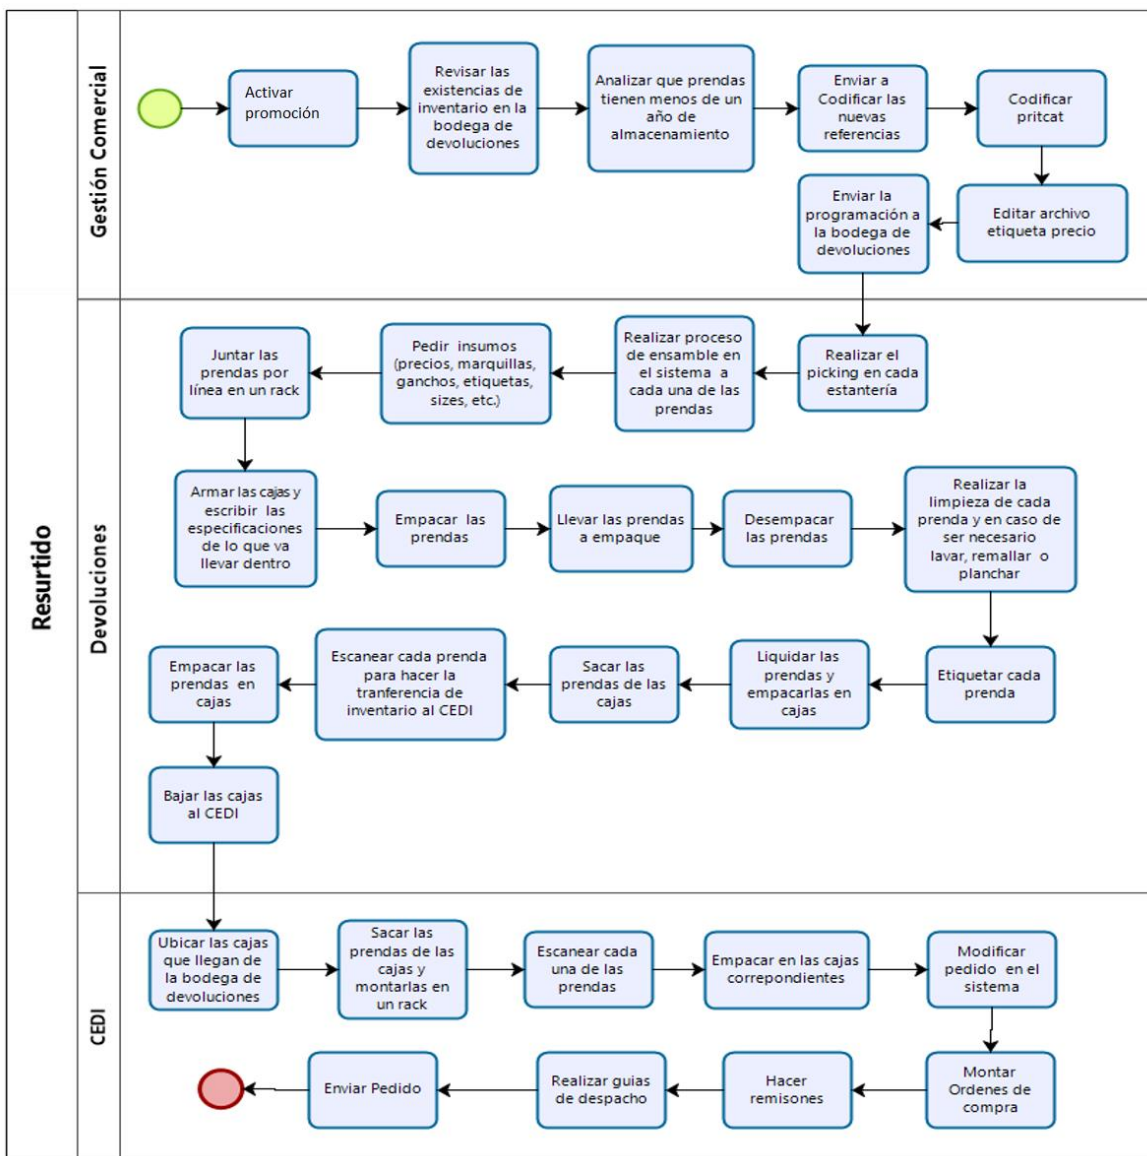 Resurtido
Gestión Comercial
Activar
promoción
Revisar las
existencias de
inventario en la
bodega de
devoluciones
Analizar que prendas
tienen menos de un
año de
almacenamiento
Enviar a
Codificar las
nuevas
referencias
Codificar
pritcat
Editar archivo
etiqueta precio
Enviar la
programación a
la bodega de
devoluciones
Devoluciones
Realizar el
picking en cada
estantería
Realizar proceso
de ensamble en
el sistema a
cada una de las
prendas
Pedir insumos
(precios, marquillas,
ganchos, etiquetas,
sizes, etc.)
Juntar las
prendas por
línea en un rack
Armar las cajas y
escribir las
especificaciones
de lo que va
llevar dentro
Empacar las
prendas
Llevar las prendas
a empaque
Desempacar
las prendas
Realizar la
limpieza de cada
prenda y en caso de
ser necesario
lavar, remallar o
planchar
Etiquetar cada
prenda
Liquidar las
prendas y
empacarlas en
cajas
Sacar las
prendas de las
cajas
Escanear cada prenda
para hacer la
tranferencia de
inventario al CEDI
Empacar las
prendas en
cajas
Bajar las cajas
al CEDI
CEDI
Ubicar las cajas
que llegan de
la bodega de
devoluciones
Sacar las
prendas de las
cajas y
montarlas en
un rack
Escanear cada
una de las
prendas
Empacar en las cajas
correpondientes
Modificar
pedido en el
sistema
Montar
Ordenes de
compra
Hacer
remisones
Realizar guias
de despacho
Enviar Pedido